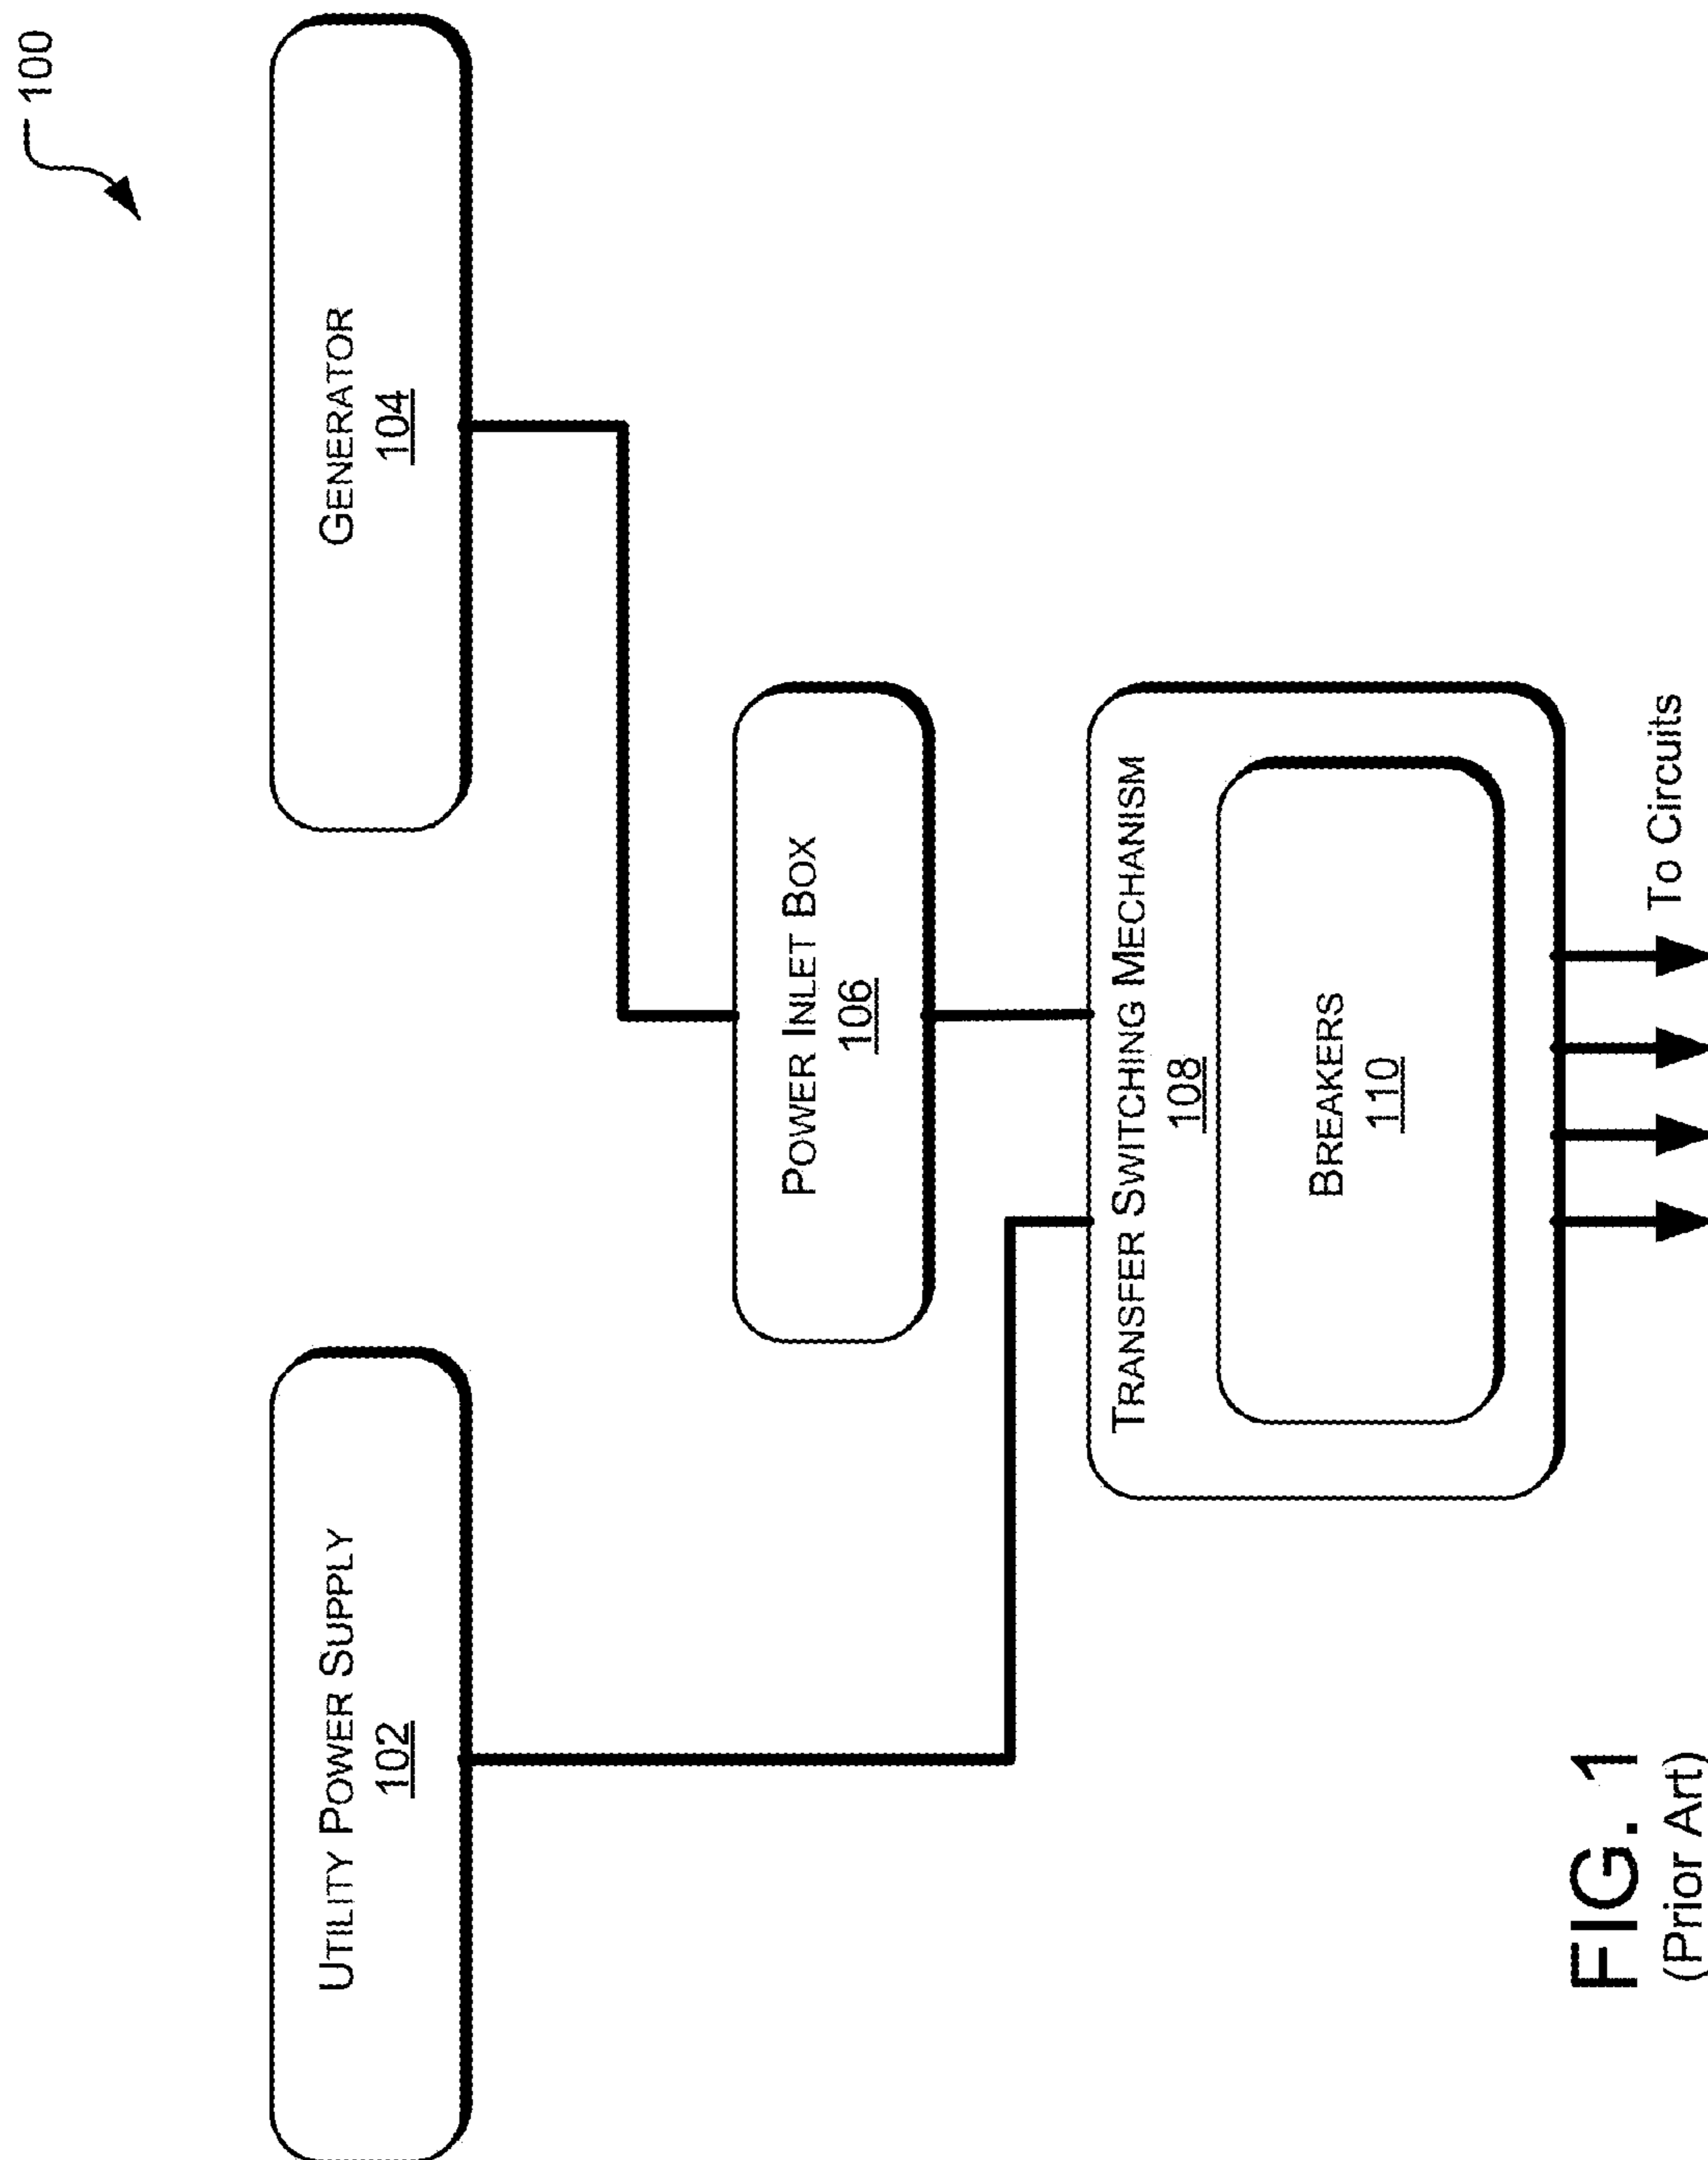 100
UTILITY POWER SUPPLY
102
GENERATOR
104
POWER INLET BOX
106
TRANSFER SWITCHING MECHANISM
108
BREAKERS
110
To Circuits
FIG. 1
(Prior Art)